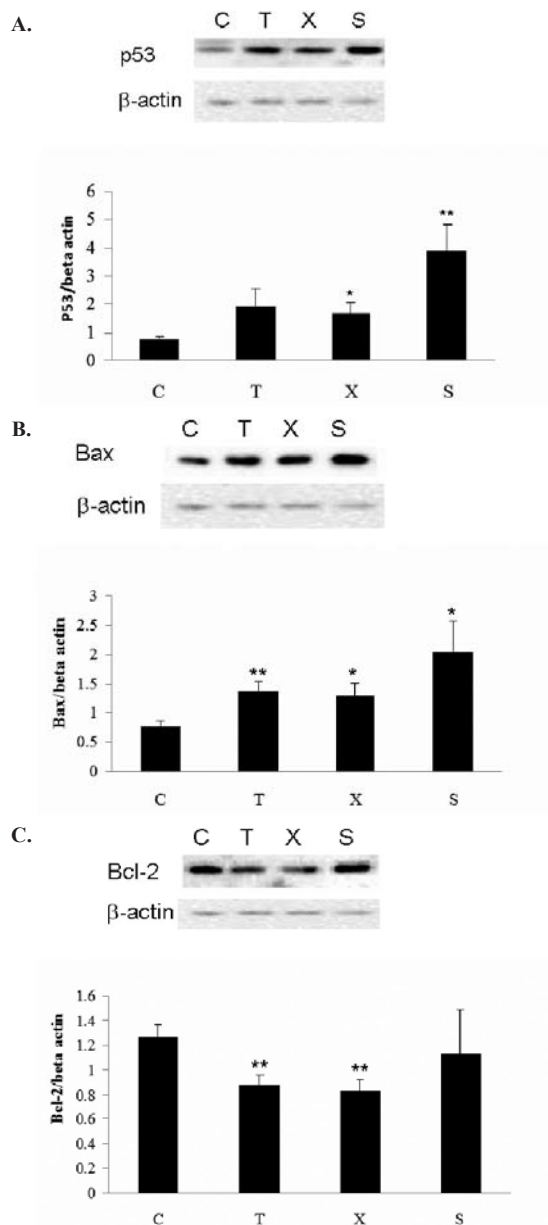 A.
C T X S
p53
β-actin
P53/beta actin
6
5
4
3
2
1
0
**
*
C T X S
B.
C T X S
Bax
β-actin
Bax/beta actin
3
2.5
2
1.5
1
0.5
0
*
** *
C T X S
C.
C T X S
Bcl-2
β-actin
Bcl-2/beta actin
1.6
1.4
1.2
1
0.8
0.6
0.4
0.2
0
** **
C T X S